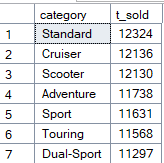 category t_sold
1 Standard 12324
2 Cruiser 12136
3 Scooter 12130
4 Adventure 11738
5 Sport 11631
6 Touring 11568
7 Dual-Sport 11297